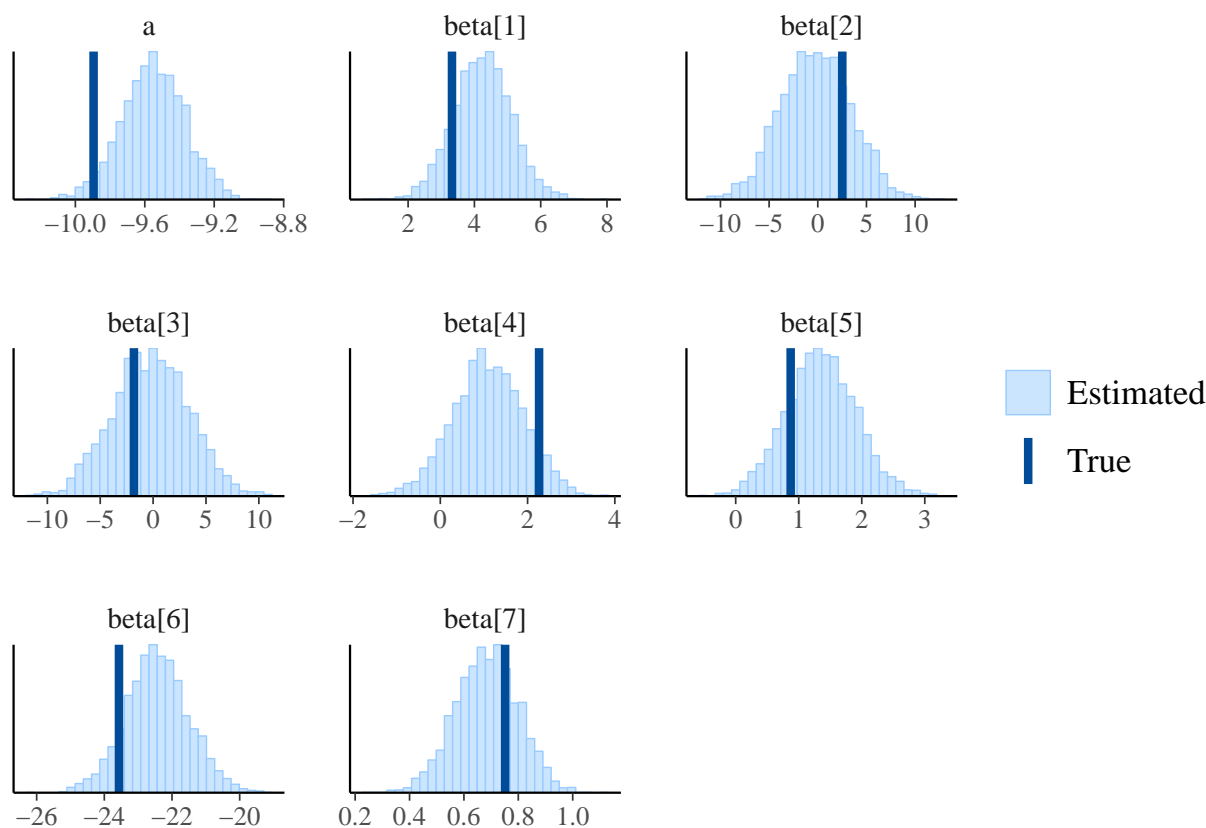 a
beta[1]
beta[2]
−10.0 −9.6 −9.2 −8.8
2 4 6 8
−10 −5 0 5 10
beta[3]
beta[4]
beta[5]
−10 −5 0 5 10
−2 0 2 4
0 1 2 3
Estimated
True
beta[6]
beta[7]
−26 −24 −22 −20
0.2 0.4 0.6 0.8 1.0